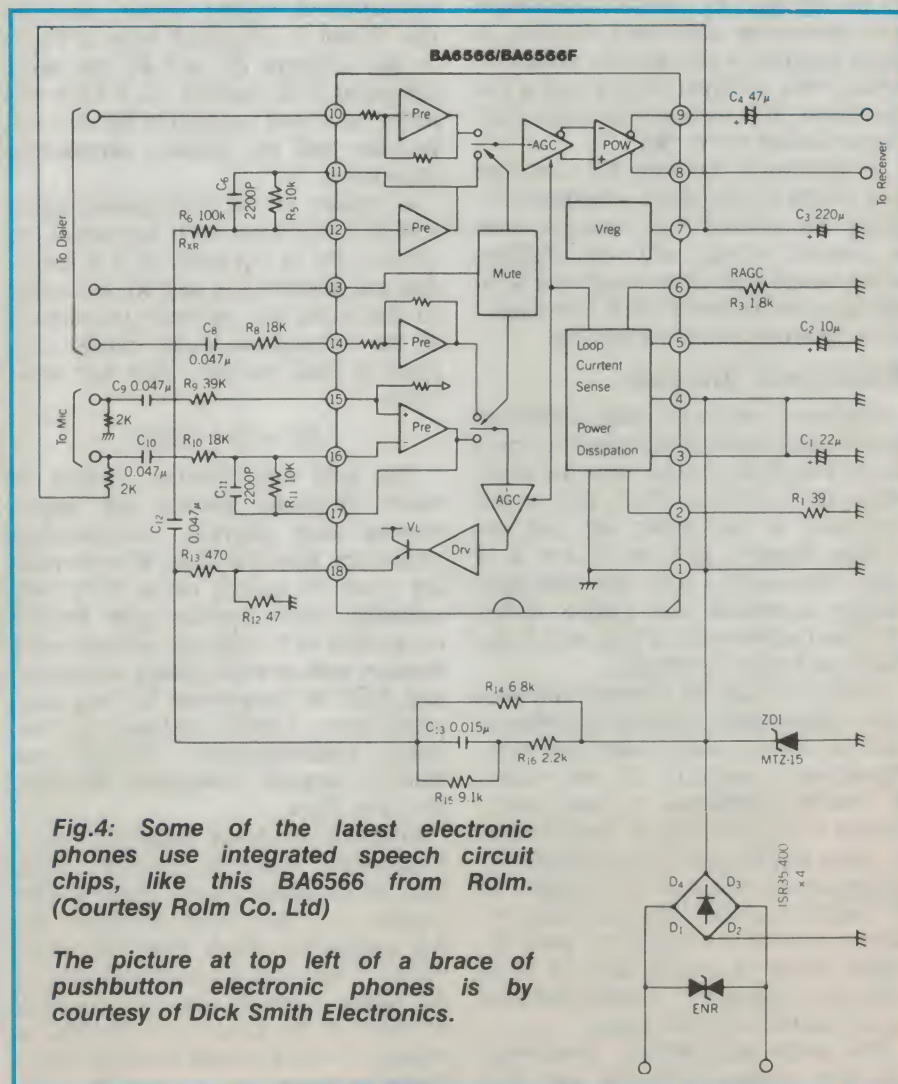 BA6566/BA6566F
To Dialer
To Mic
To Receiver
10
11
12
13
14
15
16
17
18
9
8
7
6
5
4
3
2
1
- Pre
- Pre
- Pre
Pre
+
-
-AGC
-
+
POW
Mute
Vreg
Loop
Current
Sense
Power
Dissipation
AGC
Drv
VL
C6
2200P
R5 10k
R6 100k
RXR
C8
0.047μ
R8 18K
C9 0.047μ
R9 39K
2K
C10
0.047μ
R10 18K
2K
C11
2200P
R11 10K
C12
0.047μ
R13 470
R12 47
C4 47μ
+
C3 220μ
+
RAGC
R3 1.8k
C2 10μ
+
C1 22μ
+
R1 39
R14 6.8k
C13 0.015μ
R16 2.2k
R15 9.1k
ZD1
MTZ-15
D4
D3
D1
D2
ISR35-400
× 4
ENR
Fig.4: Some of the latest electronic
phones use integrated speech circuit
chips, like this BA6566 from Rolm.
(Courtesy Rolm Co. Ltd)
The picture at top left of a brace of
pushbutton electronic phones is by
courtesy of Dick Smith Electronics.